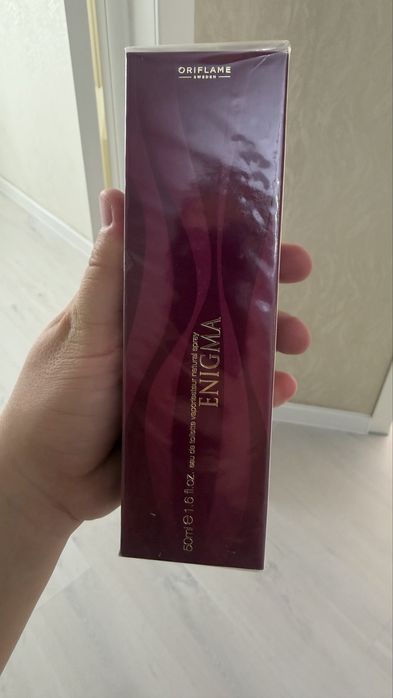 ORIFLAME
SWEDEN
ENIGMA
eau de toilette vaporisateur natural spray
50ml e 1.6 fl.oz.